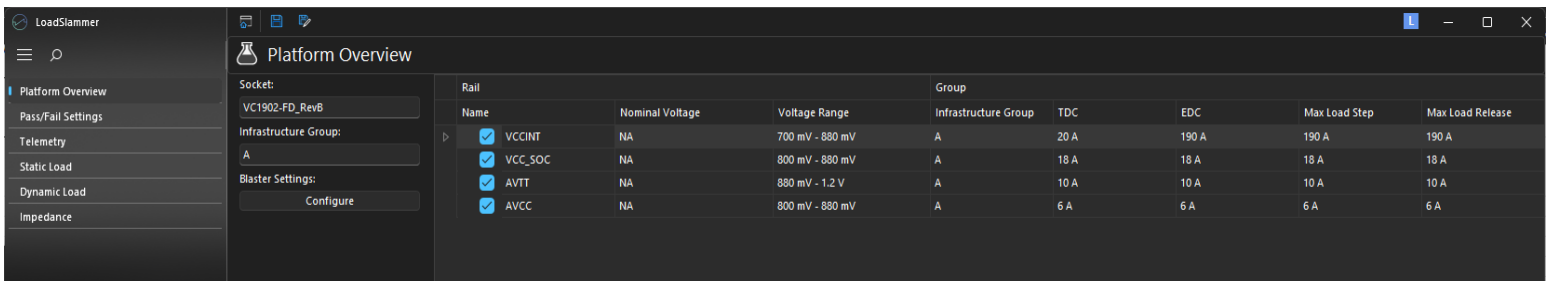 LoadSlammer
L
Platform Overview
Platform Overview
Pass/Fail Settings
Telemetry
Static Load
Dynamic Load
Impedance
Socket:
VC1902-FD_RevB
Infrastructure Group:
A
Blaster Settings:
Configure
Rail Group
Name Nominal Voltage Voltage Range Infrastructure Group TDC EDC Max Load Step Max Load Release
VCCINT NA 700 mV - 880 mV A 20 A 190 A 190 A 190 A
VCC_SOC NA 800 mV - 880 mV A 18 A 18 A 18 A 18 A
AVTT NA 880 mV - 1.2 V A 10 A 10 A 10 A 10 A
AVCC NA 800 mV - 880 mV A 6 A 6 A 6 A 6 A